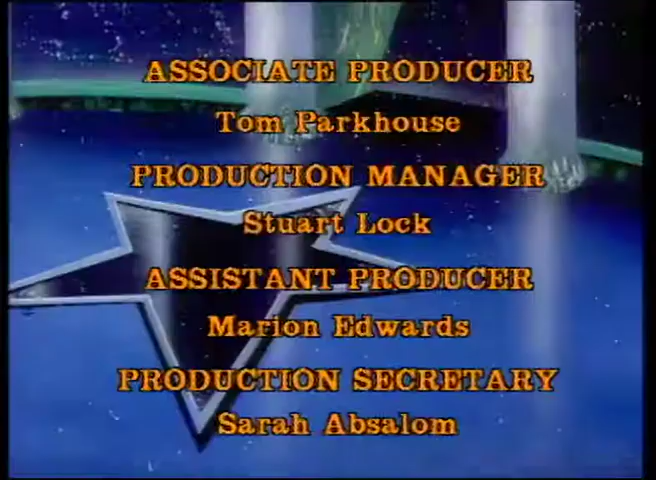 ASSOCIATE PRODUCER
Tom Parkhouse
PRODUCTION MANAGER
Stuart Lock
ASSISTANT PRODUCER
Marion Edwards
PRODUCTION SECRETARY
Sarah Absalom